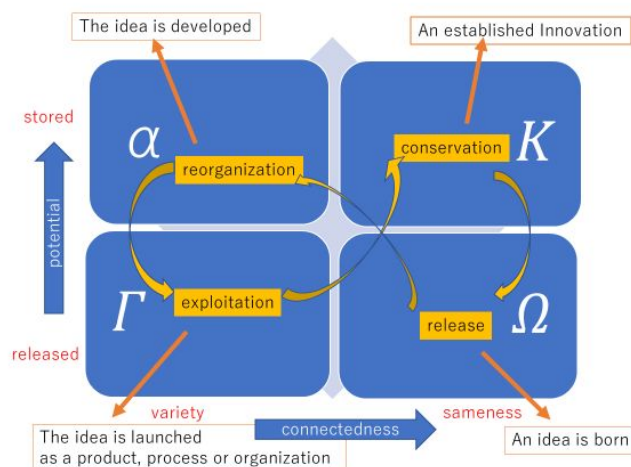 The idea is developed
An established Innovation
stored
α
reorganization
conservation
K
potential
Γ
exploitation
release
Ω
released
variety
connectedness
sameness
The idea is launched
as a product, process or organization
An idea is born